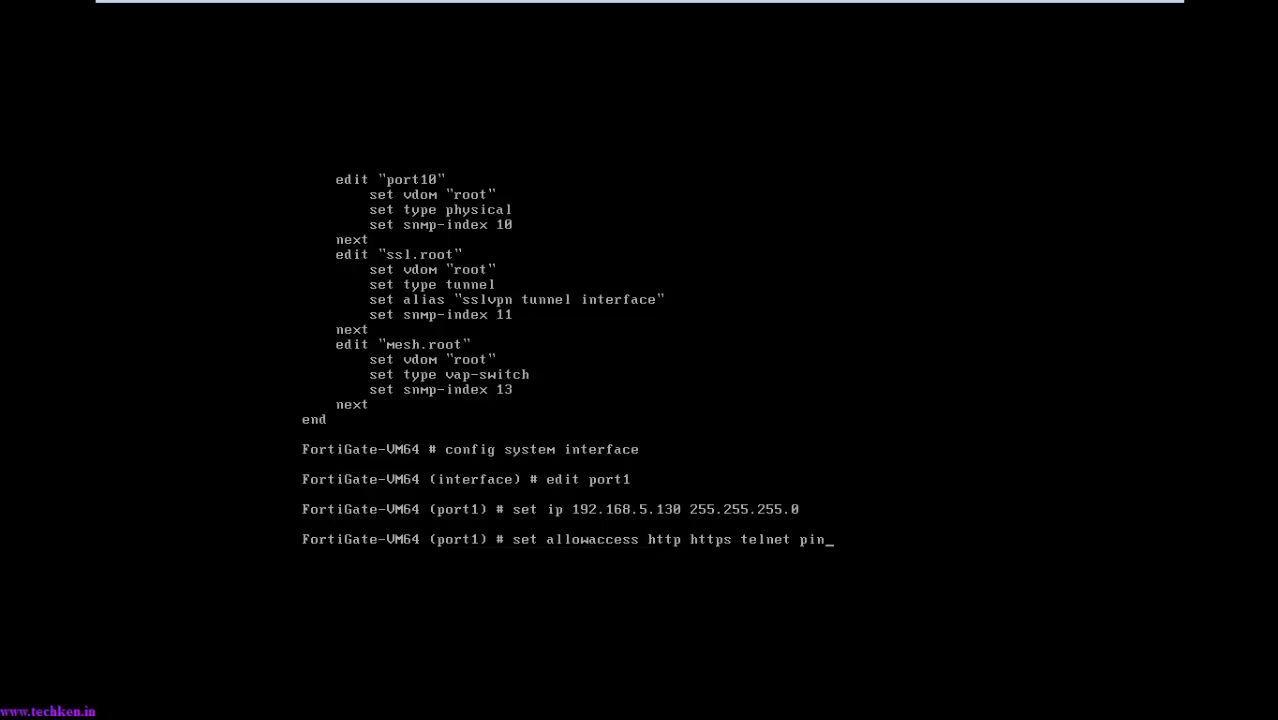 edit "port10"
set vdom "root"
set type physical
set snmp-index 10
next
edit "ssl.root"
set vdom "root"
set type tunnel
set alias "sslvpn tunnel interface"
set snmp-index 11
next
edit "mesh.root"
set vdom "root"
set type vap-switch
set snmp-index 13
next
end
FortiGate-VM64 # config system interface
FortiGate-VM64 (interface) # edit port1
FortiGate-VM64 (port1) # set ip 192.168.5.130 255.255.255.0
FortiGate-VM64 (port1) # set allowaccess http https telnet pin_
www.techken.in